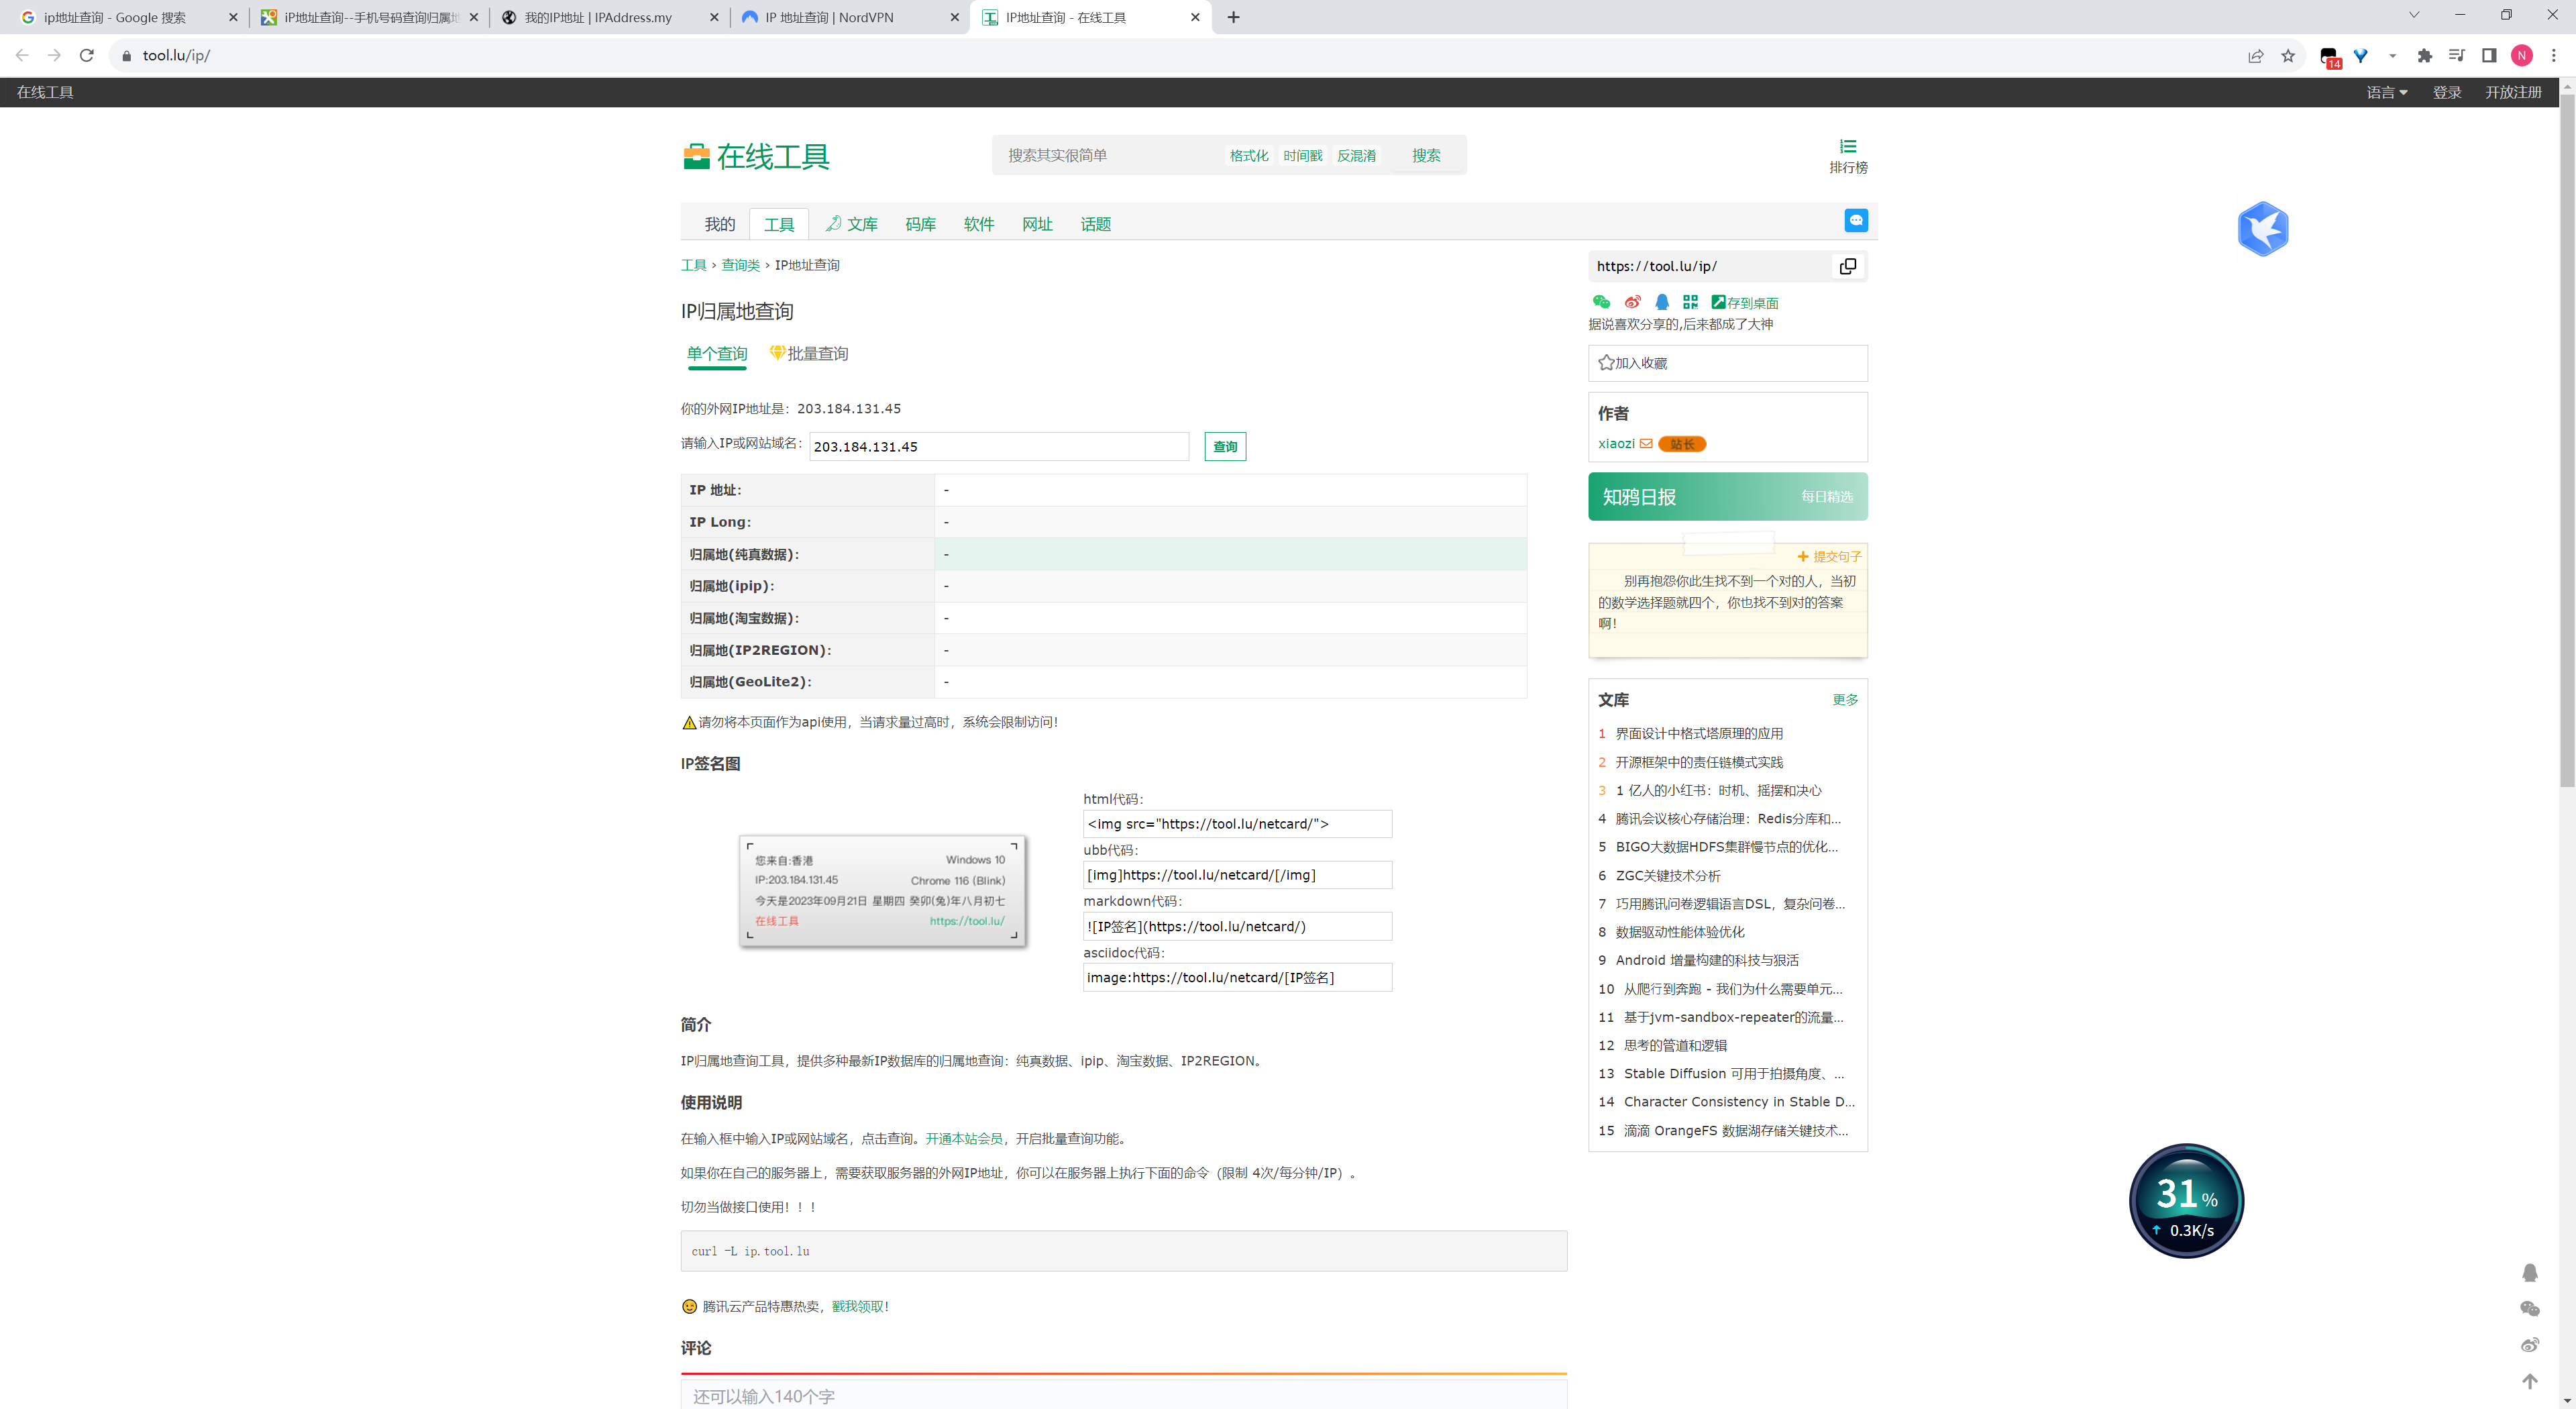 ip地址查询 - Google 搜索
iP地址查询--手机号码查询归属地
我的IP地址 | IPAddress.my
IP 地址查询 | NordVPN
IP地址查询 - 在线工具
tool.lu/ip/
14
N
在线工具
语言
登录
开放注册
在线工具
搜索其实很简单
格式化
时间戳
反混淆
搜索
排行榜
我的
工具
文库
码库
软件
网址
话题
工具 › 查询类 › IP地址查询
IP归属地查询
单个查询
批量查询
你的外网IP地址是：203.184.131.45
请输入IP或网站域名：
203.184.131.45
查询
IP 地址：
-
IP Long：
-
归属地(纯真数据)：
-
归属地(ipip)：
-
归属地(淘宝数据)：
-
归属地(IP2REGION)：
-
归属地(GeoLite2)：
-
请勿将本页面作为api使用，当请求量过高时，系统会限制访问！
IP签名图
您来自:香港
Windows 10
IP:203.184.131.45
Chrome 116 (Blink)
今天是2023年09月21日 星期四 癸卯(兔)年八月初七
在线工具
https://tool.lu/
html代码：
<img src="https://tool.lu/netcard/">
ubb代码：
[img]https://tool.lu/netcard/[/img]
markdown代码：
![IP签名](https://tool.lu/netcard/)
asciidoc代码：
image:https://tool.lu/netcard/[IP签名]
简介
IP归属地查询工具，提供多种最新IP数据库的归属地查询：纯真数据、ipip、淘宝数据、IP2REGION。
使用说明
在输入框中输入IP或网站域名，点击查询。开通本站会员，开启批量查询功能。
如果你在自己的服务器上，需要获取服务器的外网IP地址，你可以在服务器上执行下面的命令（限制 4次/每分钟/IP）。
切勿当做接口使用！！！
curl -L ip.tool.lu
腾讯云产品特惠热卖，戳我领取！
评论
还可以输入140个字
https://tool.lu/ip/
存到桌面
据说喜欢分享的,后来都成了大神
加入收藏
作者
xiaozi
站长
知鸦日报
每日精选
提交句子
别再抱怨你此生找不到一个对的人，当初
的数学选择题就四个，你也找不到对的答案
啊！
文库
更多
1 界面设计中格式塔原理的应用
2 开源框架中的责任链模式实践
3 1 亿人的小红书：时机、摇摆和决心
4 腾讯会议核心存储治理：Redis分库和...
5 BIGO大数据HDFS集群慢节点的优化...
6 ZGC关键技术分析
7 巧用腾讯问卷逻辑语言DSL，复杂问卷...
8 数据驱动性能体验优化
9 Android 增量构建的科技与狠活
10 从爬行到奔跑 - 我们为什么需要单元...
11 基于jvm-sandbox-repeater的流量...
12 思考的管道和逻辑
13 Stable Diffusion 可用于拍摄角度、...
14 Character Consistency in Stable D...
15 滴滴 OrangeFS 数据湖存储关键技术...
31%
0.3K/s